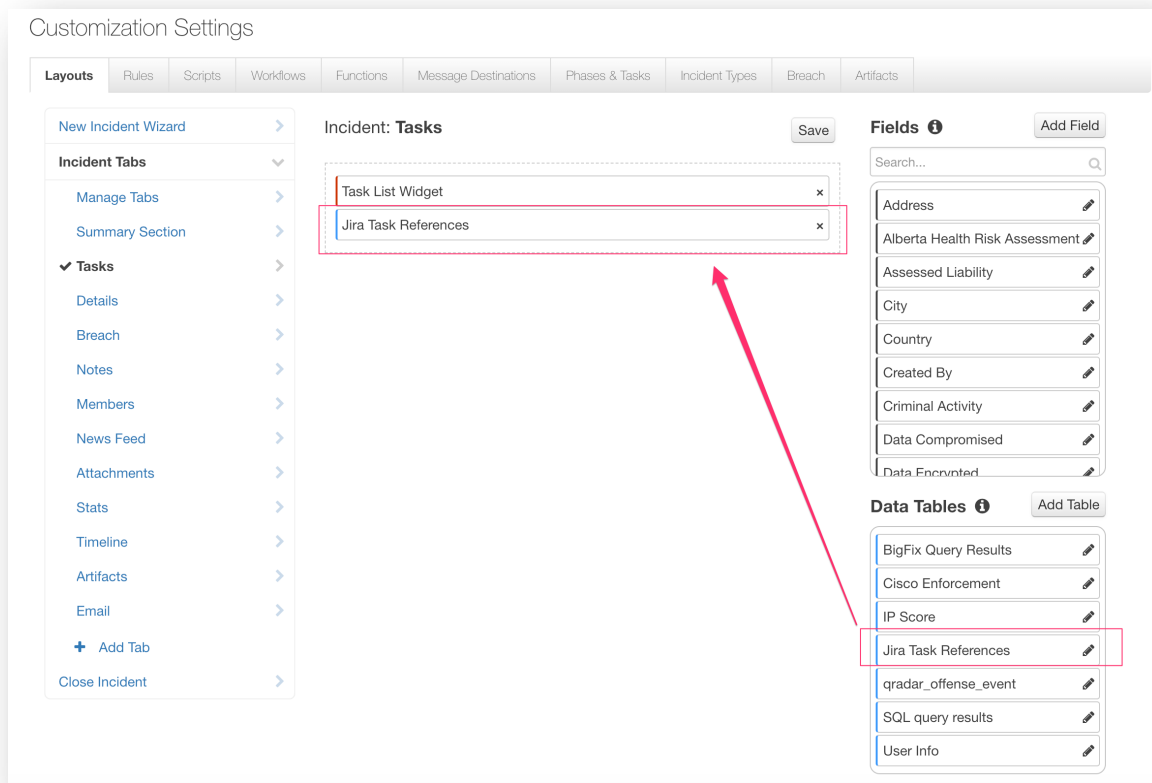 Customization Settings
Layouts
Rules
Scripts
Workflows
Functions
Message Destinations
Phases & Tasks
Incident Types
Breach
Artifacts
New Incident Wizard
Incident Tabs
Manage Tabs
Summary Section
Tasks
Details
Breach
Notes
Members
News Feed
Attachments
Stats
Timeline
Artifacts
Email
Add Tab
Close Incident
Incident: Tasks
Save
Task List Widget
Jira Task References
Fields
Add Field
Search...
Address
Alberta Health Risk Assessment
Assessed Liability
City
Country
Created By
Criminal Activity
Data Compromised
Data Encrypted
Data Tables
Add Table
BigFix Query Results
Cisco Enforcement
IP Score
Jira Task References
qradar_offense_event
SQL query results
User Info